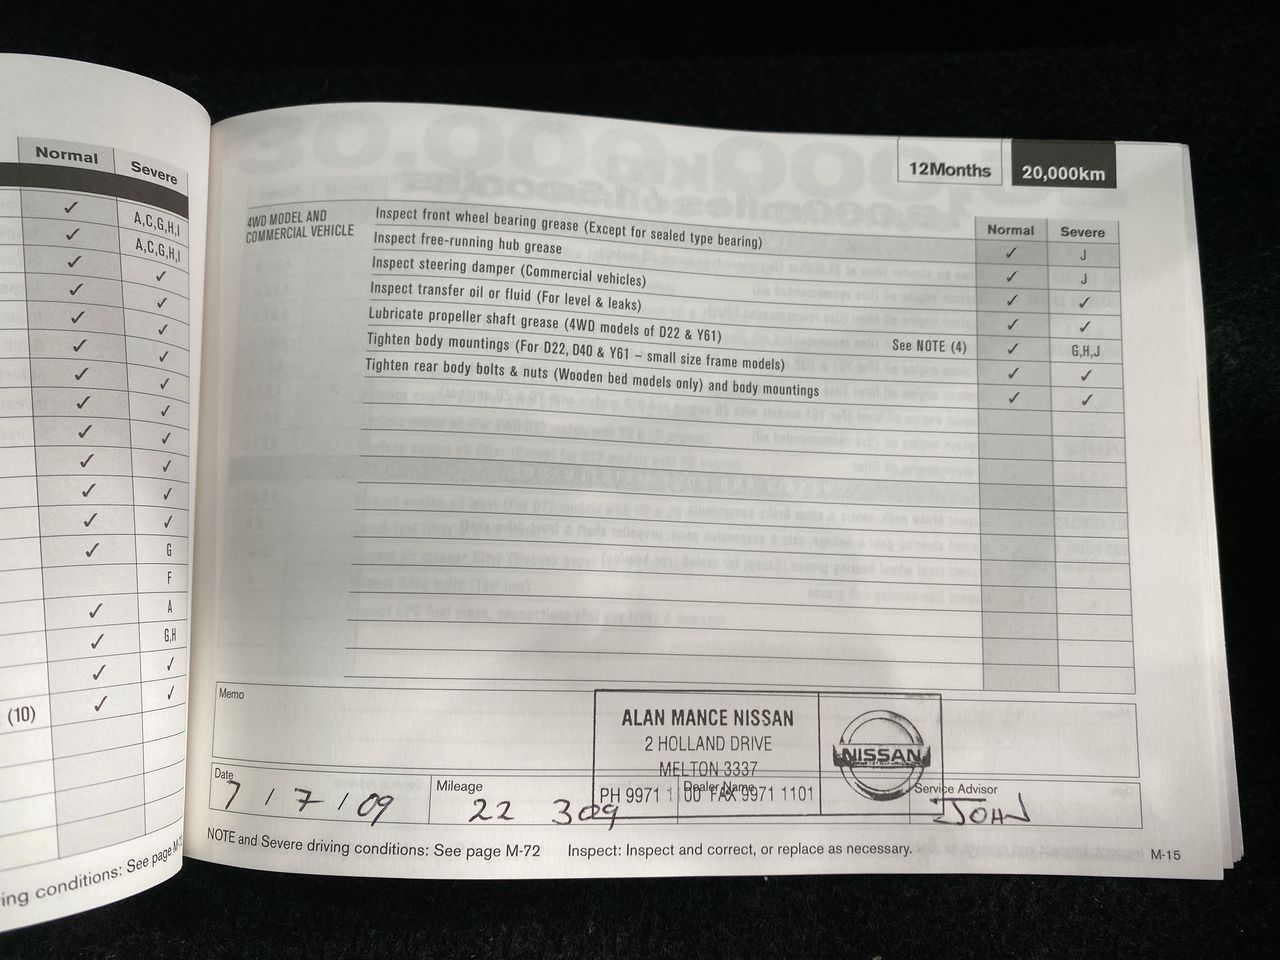 Normal Severe
✓ A,C,G,H,I
✓ A,C,G,H,I
✓ ✓
✓ ✓
✓ ✓
✓ ✓
✓ ✓
✓ ✓
✓ ✓
✓ ✓
✓ ✓
✓ ✓
✓ G
F
✓ A
✓ G,H
✓ ✓
(10) ✓ ✓
ing conditions: See page M-7
12Months 20,000km
Normal Severe
4WD MODEL AND
COMMERCIAL VEHICLE
Inspect front wheel bearing grease (Except for sealed type bearing) ✓ J
Inspect free-running hub grease ✓ J
Inspect steering damper (Commercial vehicles) ✓ ✓
Inspect transfer oil or fluid (For level & leaks) ✓ ✓
Lubricate propeller shaft grease (4WD models of D22 & Y61) See NOTE (4) ✓ G,H,J
Tighten body mountings (For D22, D40 & Y61 – small size frame models) ✓ ✓
Tighten rear body bolts & nuts (Wooden bed models only) and body mountings ✓ ✓
Memo
ALAN MANCE NISSAN
2 HOLLAND DRIVE
MELTON 3337
PH 9971 1100 FAX 9971 1101
NISSAN
Date
7 / 7 / 09
Mileage
22 309
Dealer Name
Service Advisor
JOHN
NOTE and Severe driving conditions: See page M-72 Inspect: Inspect and correct, or replace as necessary.
M-15